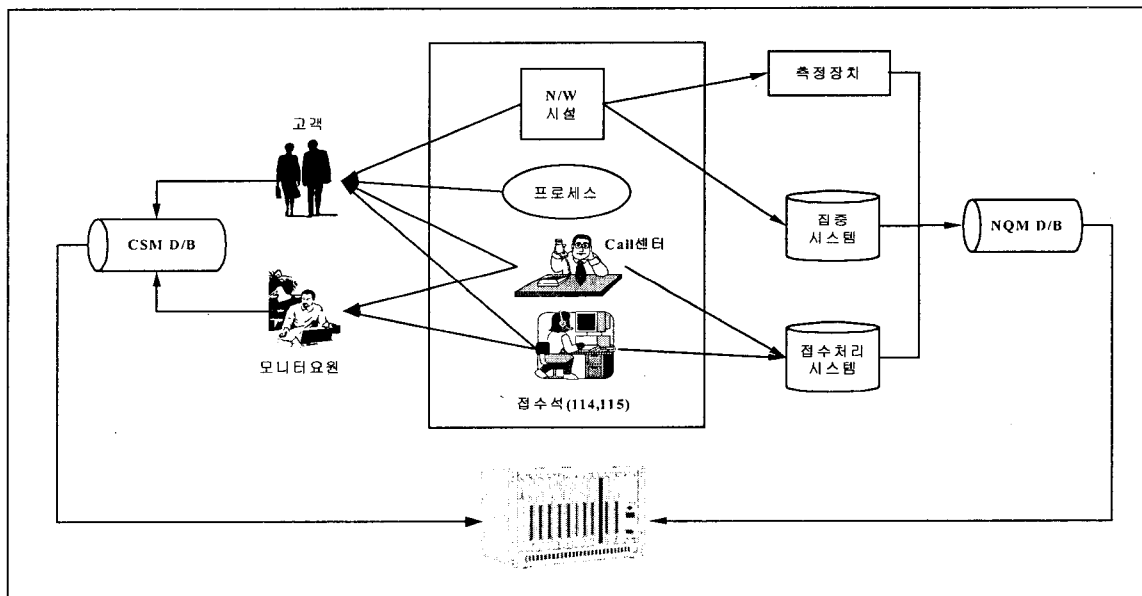 N/W
시설
측정장치
고객
프로세스
CSM D/B
Call센터
집중
시스템
NQM D/B
모니터요원
접수처리
시스템
접수석(114,115)